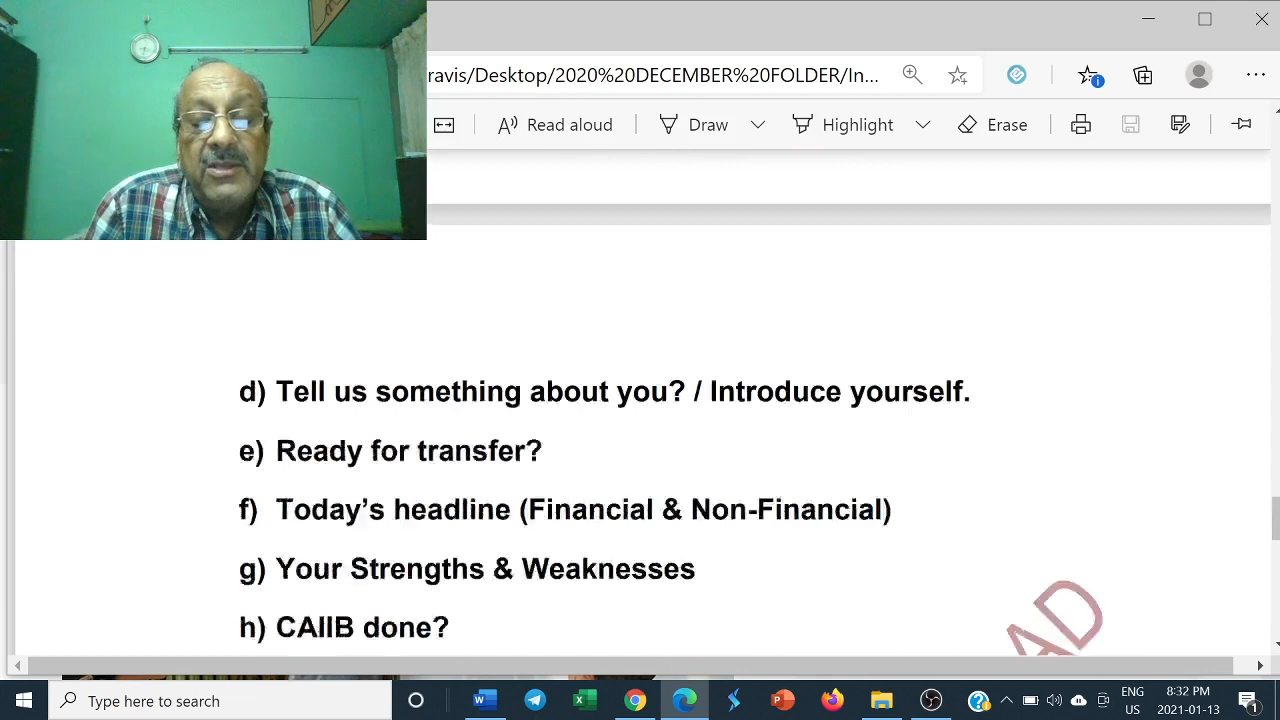 ravis/Desktop/2020%20DECEMBER%20FOLDER/In...
Read aloud
Draw
Highlight
Erase
d) Tell us something about you? / Introduce yourself.
e) Ready for transfer?
f) Today's headline (Financial & Non-Financial)
g) Your Strengths & Weaknesses
h) CAIIB done?
AD
Type here to search
ENG
US
8:32 PM
2021-01-13
1